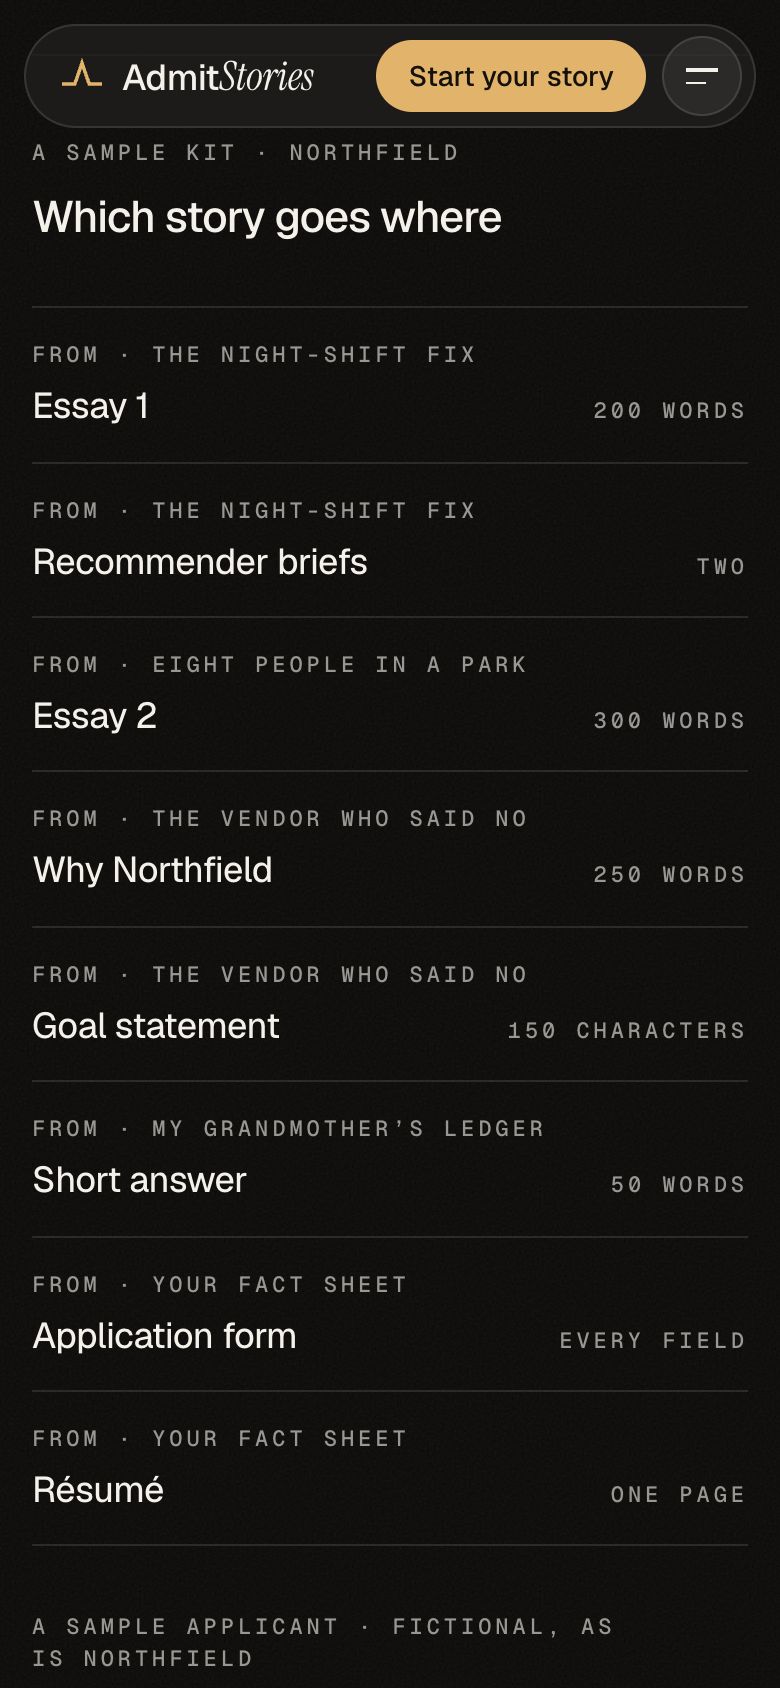 AdmitStories
Start your story
A SAMPLE KIT · NORTHFIELD
Which story goes where
FROM · THE NIGHT-SHIFT FIX
Essay 1
200 WORDS
FROM · THE NIGHT-SHIFT FIX
Recommender briefs
TWO
FROM · EIGHT PEOPLE IN A PARK
Essay 2
300 WORDS
FROM · THE VENDOR WHO SAID NO
Why Northfield
250 WORDS
FROM · THE VENDOR WHO SAID NO
Goal statement
150 CHARACTERS
FROM · MY GRANDMOTHER’S LEDGER
Short answer
50 WORDS
FROM · YOUR FACT SHEET
Application form
EVERY FIELD
FROM · YOUR FACT SHEET
Résumé
ONE PAGE
A SAMPLE APPLICANT · FICTIONAL, AS
IS NORTHFIELD